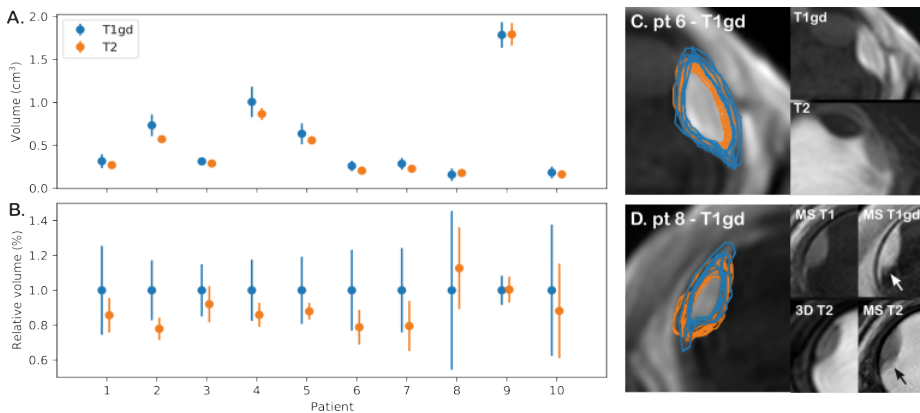 A.
T1gd
T2
Volume (cm³)
2.0
1.5
1.0
0.5
0.0
B.
Relative volume (%)
1.4
1.2
1.0
0.8
0.6
1 2 3 4 5 6 7 8 9 10
Patient
C. pt 6 - T1gd
T1gd
T2
D. pt 8 - T1gd
MS T1
MS T1gd
3D T2
MS T2